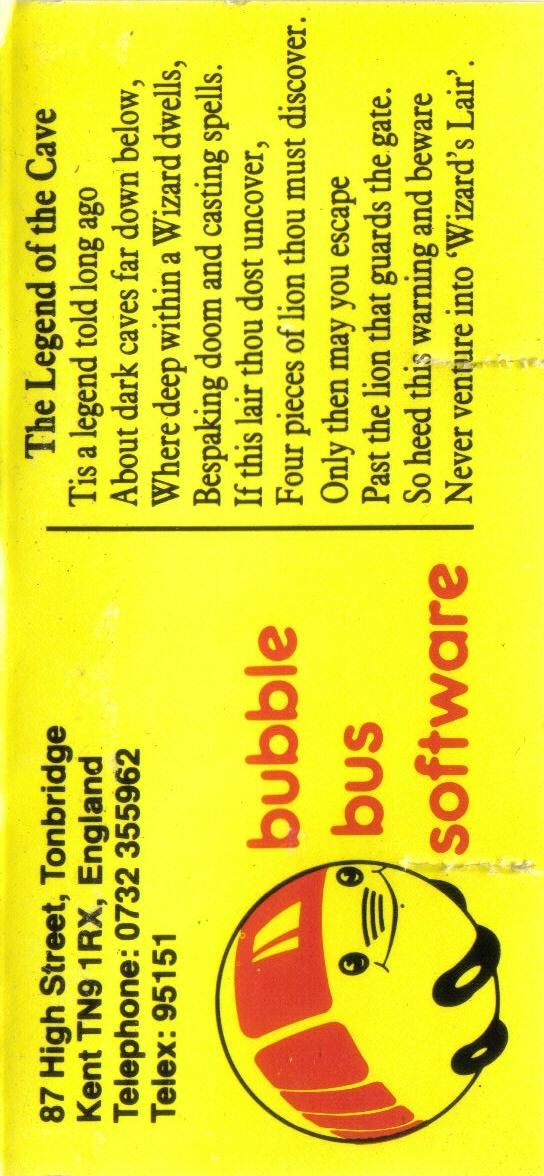 87 High Street, Tonbridge
Kent TN9 1RX, England
Telephone: 0732 355962
Telex: 95151
bubble
bus
software
The Legend of the Cave
Tis a legend told long ago
About dark caves far down below,
Where deep within a Wizard dwells,
Bespaking doom and casting spells.
If this lair thou dost uncover,
Four pieces of lion thou must discover.
Only then may you escape
Past the lion that guards the gate.
So heed this warning and beware
Never venture into ‘Wizard’s Lair’.